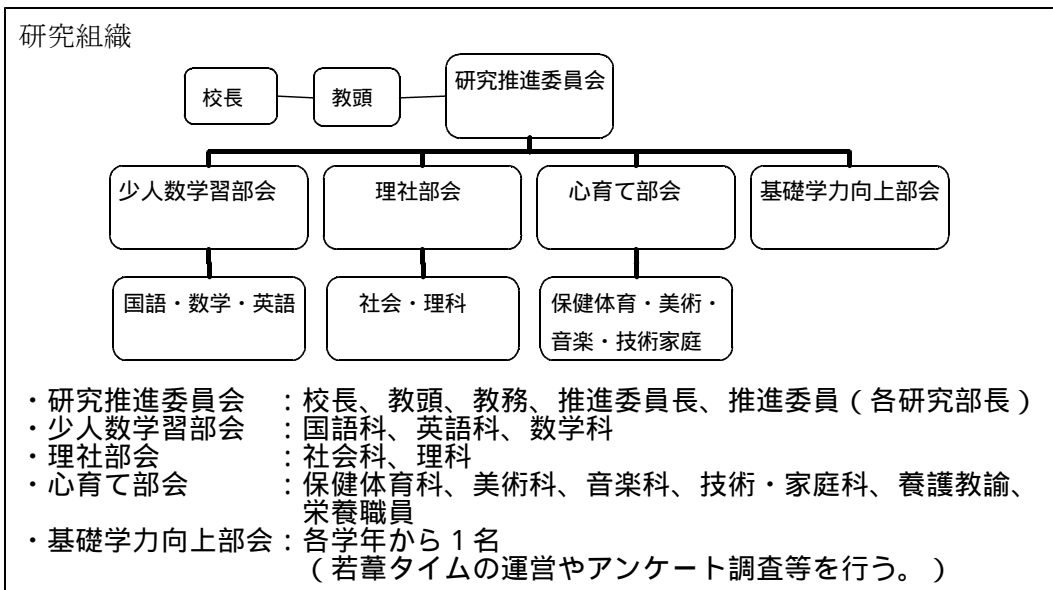 研究組織
校長
教頭
研究推進委員会
少人数学習部会
理社部会
心育て部会
基礎学力向上部会
国語・数学・英語
社会・理科
保健体育・美術・
音楽・技術家庭
・研究推進委員会　：校長、教頭、教務、推進委員長、推進委員（各研究部長）
・少人数学習部会　：国語科、英語科、数学科
・理社部会　　　　：社会科、理科
・心育て部会　　　：保健体育科、美術科、音楽科、技術・家庭科、養護教諭、
栄養職員
・基礎学力向上部会：各学年から１名
（若葦タイムの運営やアンケート調査等を行う。）